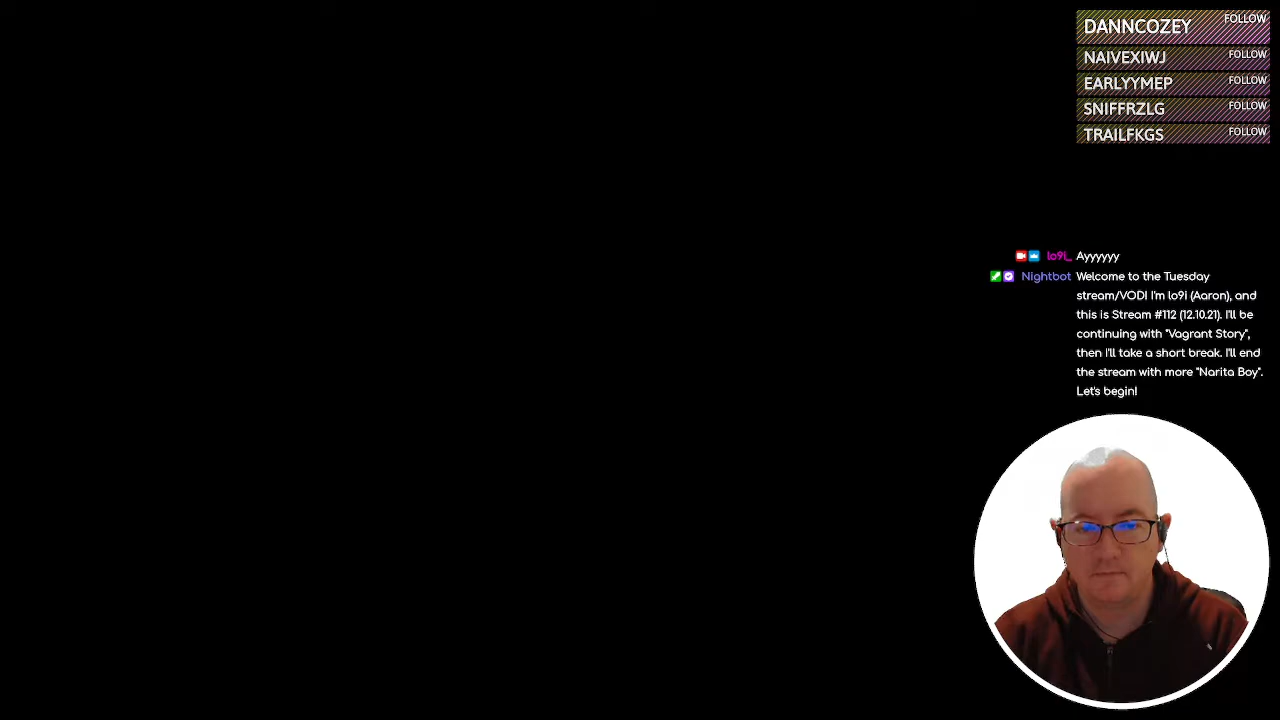 DANNCOZEY FOLLOW
NAIVEXIWJ FOLLOW
EARLYYMEP FOLLOW
SNIFFRZLG FOLLOW
TRAILFKGS FOLLOW
lo9i_ Ayyyyyy
Nightbot Welcome to the Tuesday
stream/VOD! I'm lo9i (Aaron), and
this is Stream #112 (12.10.21). I'll be
continuing with "Vagrant Story",
then I'll take a short break. I'll end
the stream with more "Narita Boy".
Let's begin!